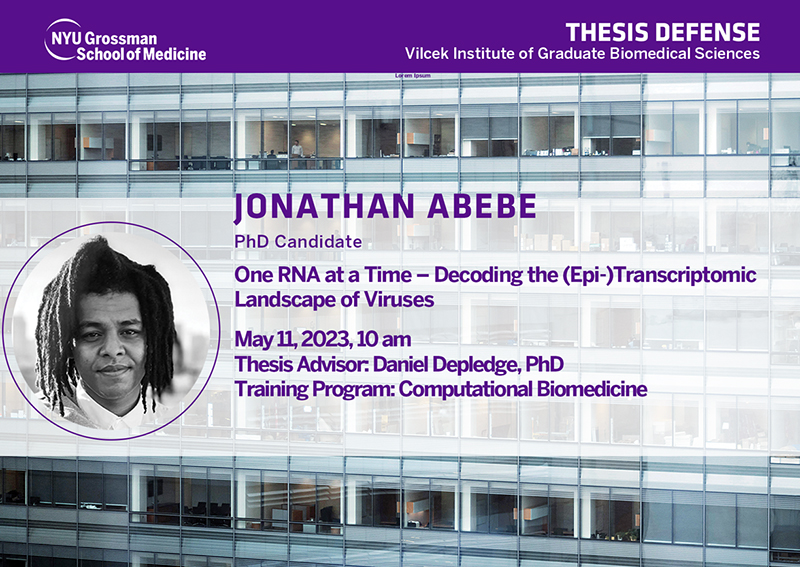 NYU Grossman
School of Medicine
THESIS DEFENSE
Vilcek Institute of Graduate Biomedical Sciences
Lorem Ipsum
JONATHAN ABEBE
PhD Candidate
One RNA at a Time – Decoding the (Epi-)Transcriptomic
Landscape of Viruses
May 11, 2023, 10 am
Thesis Advisor: Daniel Depledge, PhD
Training Program: Computational Biomedicine